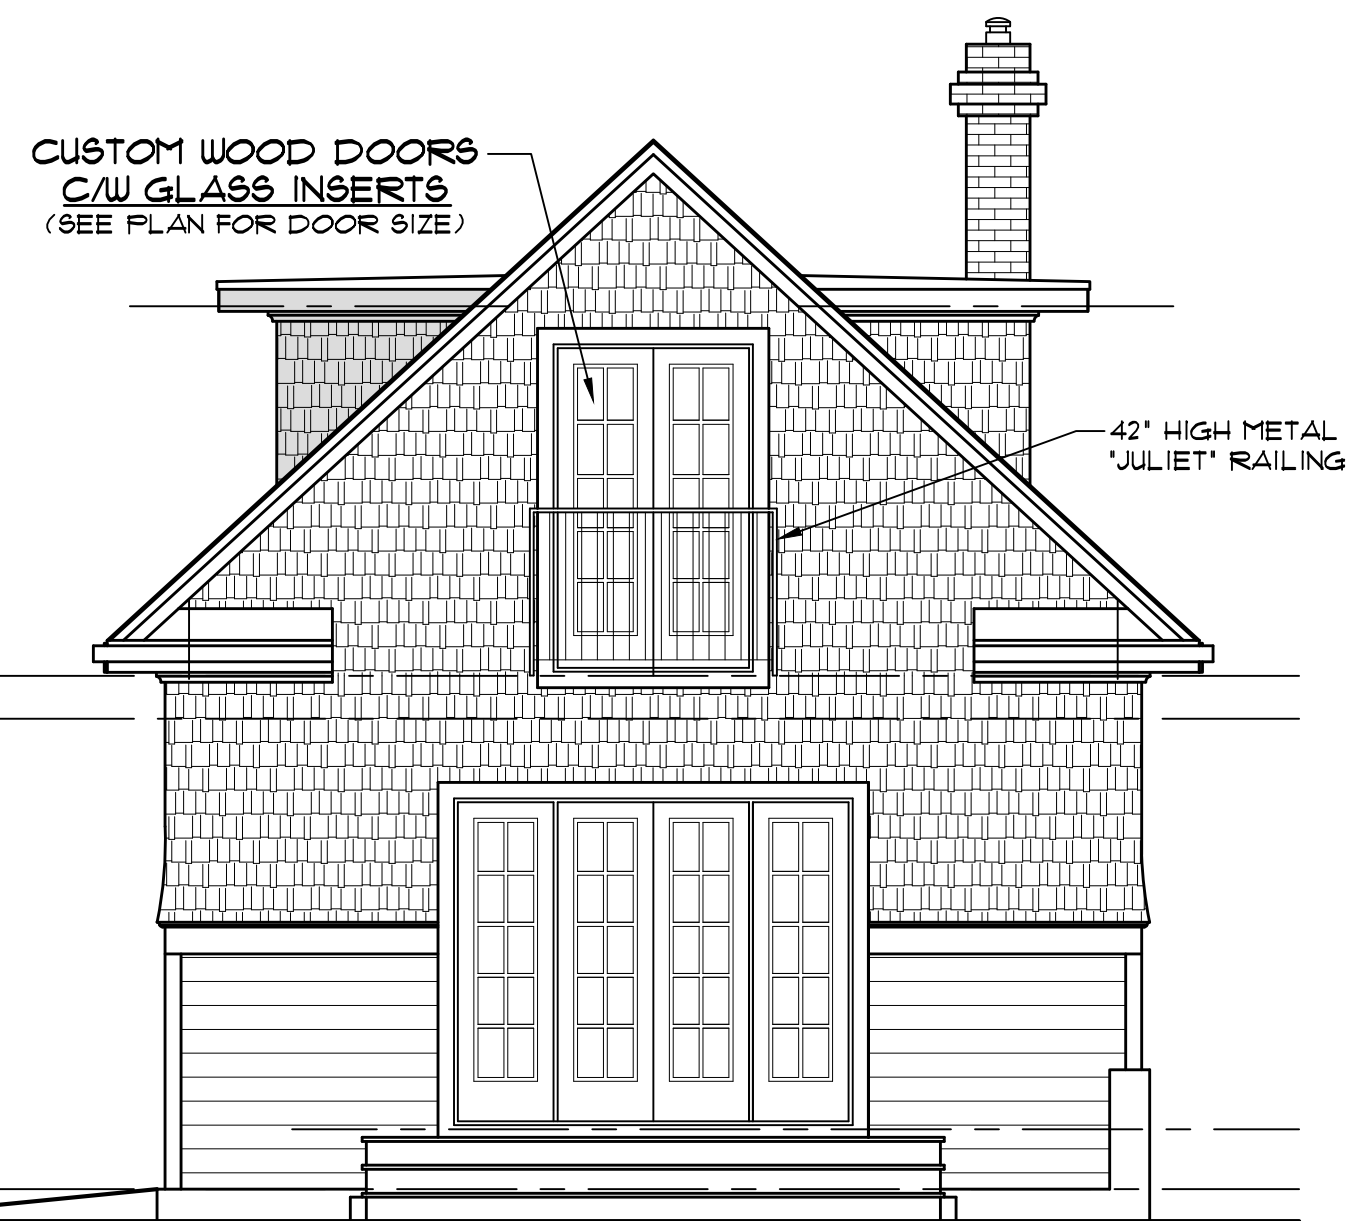 CUSTOM WOOD DOORS
C/W GLASS INSERTS
(SEE PLAN FOR DOOR SIZE)
42" HIGH METAL
"JULIET" RAILING